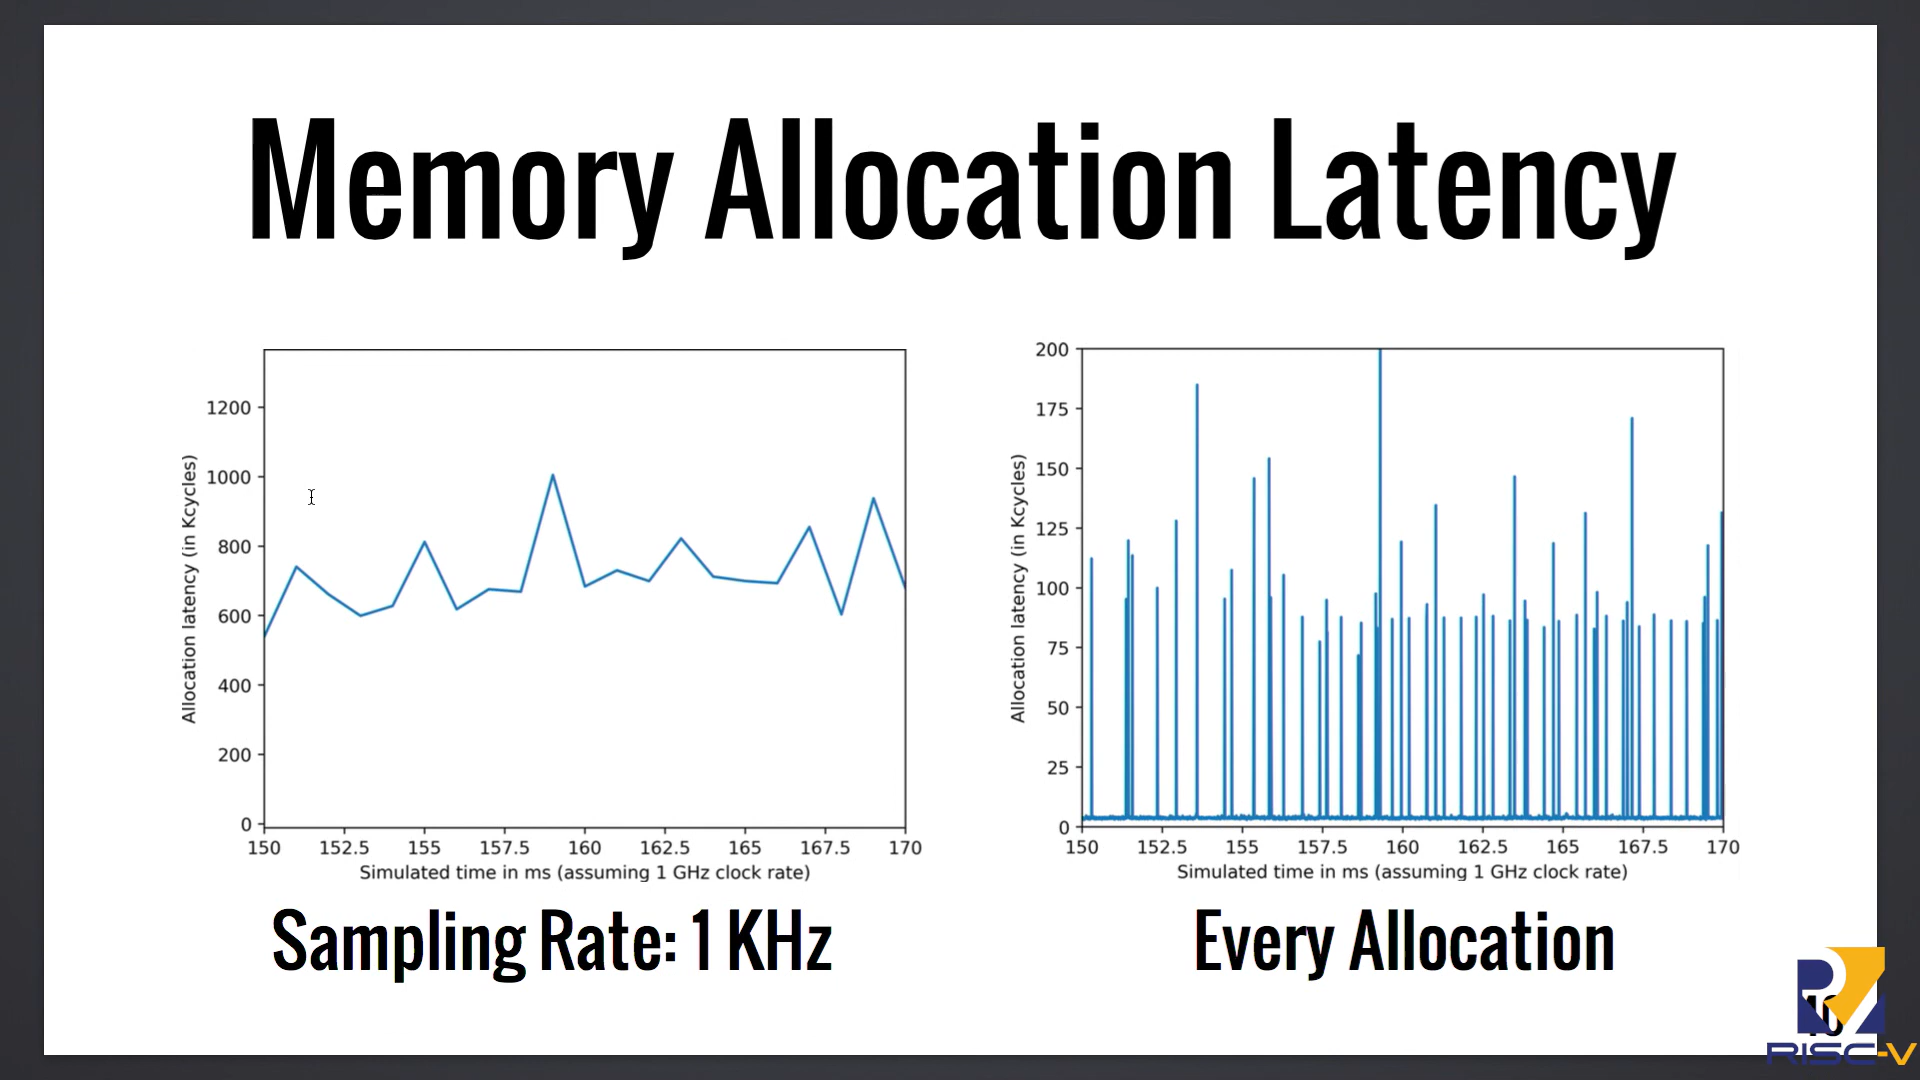 Memory Allocation Latency
Allocation latency (in Kcycles)
1200
1000
800
600
400
200
0
150 152.5 155 157.5 160 162.5 165 167.5 170
Simulated time in ms (assuming 1 GHz clock rate)
Sampling Rate: 1 KHz
Allocation latency (in Kcycles)
200
175
150
125
100
75
50
25
0
150 152.5 155 157.5 160 162.5 165 167.5 170
Simulated time in ms (assuming 1 GHz clock rate)
Every Allocation
RISC-V